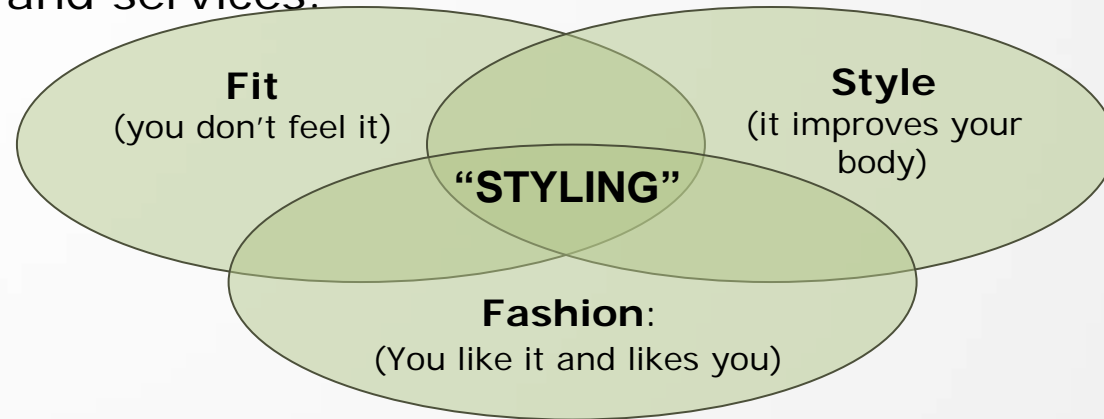 and services.
Fit
(you don't feel it)
Style
(it improves your
body)
“STYLING”
Fashion:
(You like it and likes you)